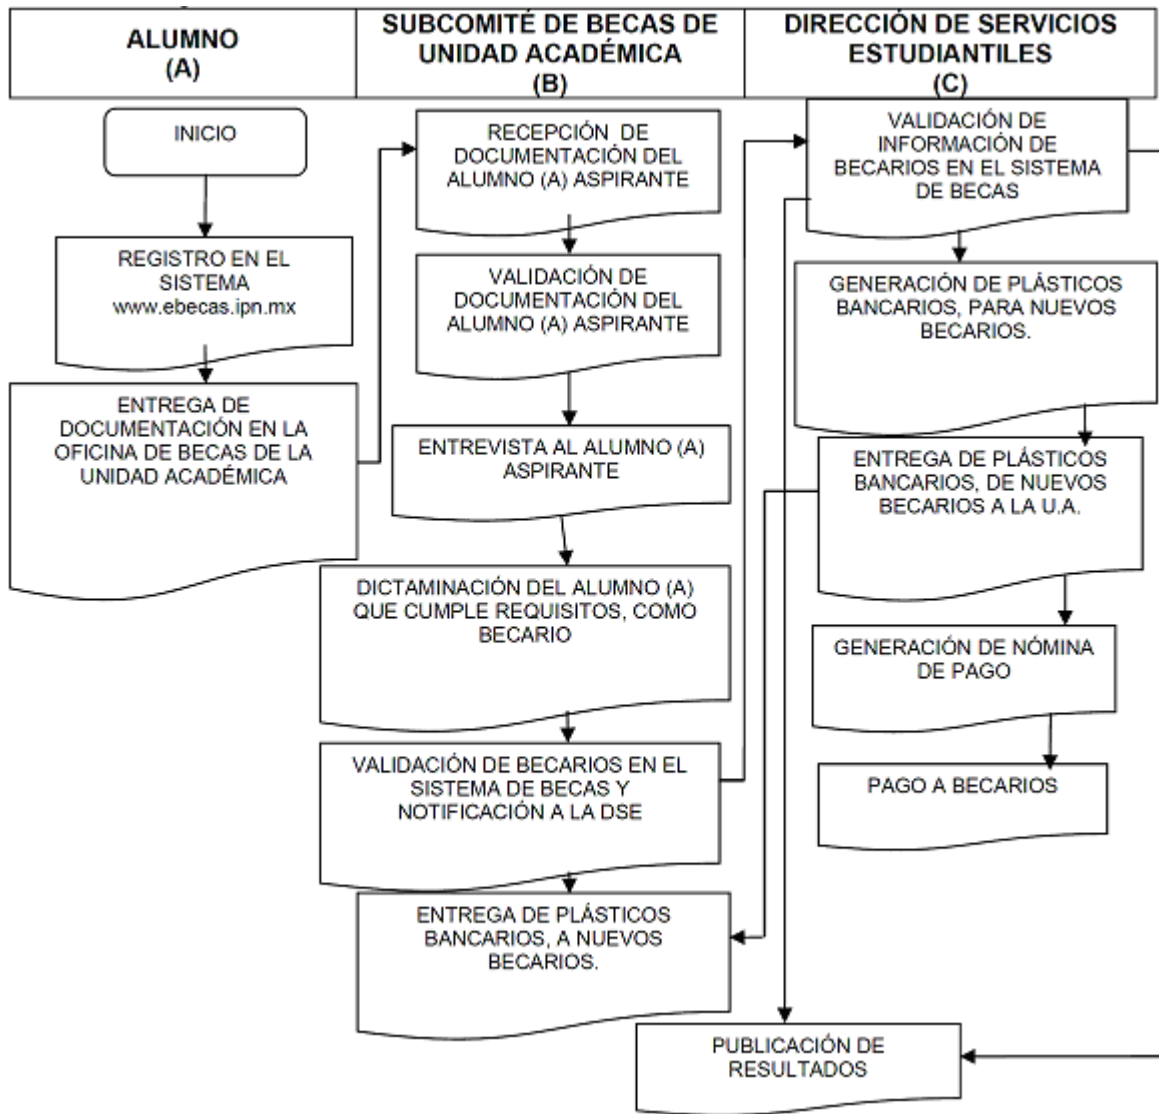 ALUMNO
(A)
SUBCOMITÉ DE BECAS DE
UNIDAD ACADÉMICA
(B)
DIRECCIÓN DE SERVICIOS
ESTUDIANTILES
(C)
INICIO
REGISTRO EN EL
SISTEMA
www.ebecas.ipn.mx
ENTREGA DE
DOCUMENTACIÓN EN LA
OFICINA DE BECAS DE LA
UNIDAD ACADÉMICA
RECEPCIÓN DE
DOCUMENTACIÓN DEL
ALUMNO (A) ASPIRANTE
VALIDACIÓN DE
DOCUMENTACIÓN DEL
ALUMNO (A) ASPIRANTE
ENTREVISTA AL ALUMNO (A)
ASPIRANTE
DICTAMINACIÓN DEL ALUMNO (A)
QUE CUMPLE REQUISITOS, COMO
BECARIO
VALIDACIÓN DE BECARIOS EN EL
SISTEMA DE BECAS Y
NOTIFICACIÓN A LA DSE
ENTREGA DE PLÁSTICOS
BANCARIOS, A NUEVOS
BECARIOS.
VALIDACIÓN DE
INFORMACIÓN DE
BECARIOS EN EL SISTEMA
DE BECAS
GENERACIÓN DE PLÁSTICOS
BANCARIOS, PARA NUEVOS
BECARIOS.
ENTREGA DE PLÁSTICOS
BANCARIOS, DE NUEVOS
BECARIOS A LA U.A.
GENERACIÓN DE NÓMINA
DE PAGO
PAGO A BECARIOS
PUBLICACIÓN DE
RESULTADOS